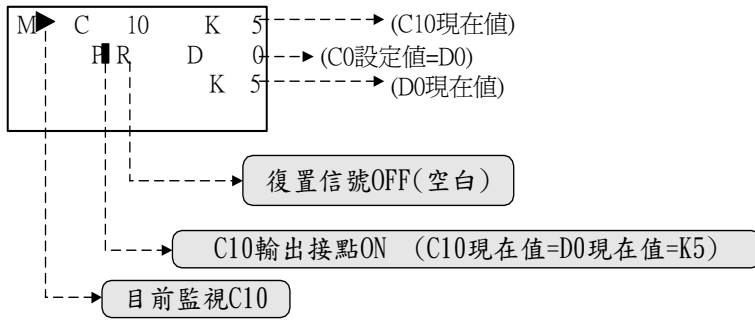 M▶ C 10 K 5 (C10現在値)
P▮R D 0 (C0設定值=D0)
K 5 (D0現在値)
復置信號OFF(空白)
C10輸出接點ON (C10現在值=D0現在值=K5)
目前監視C10